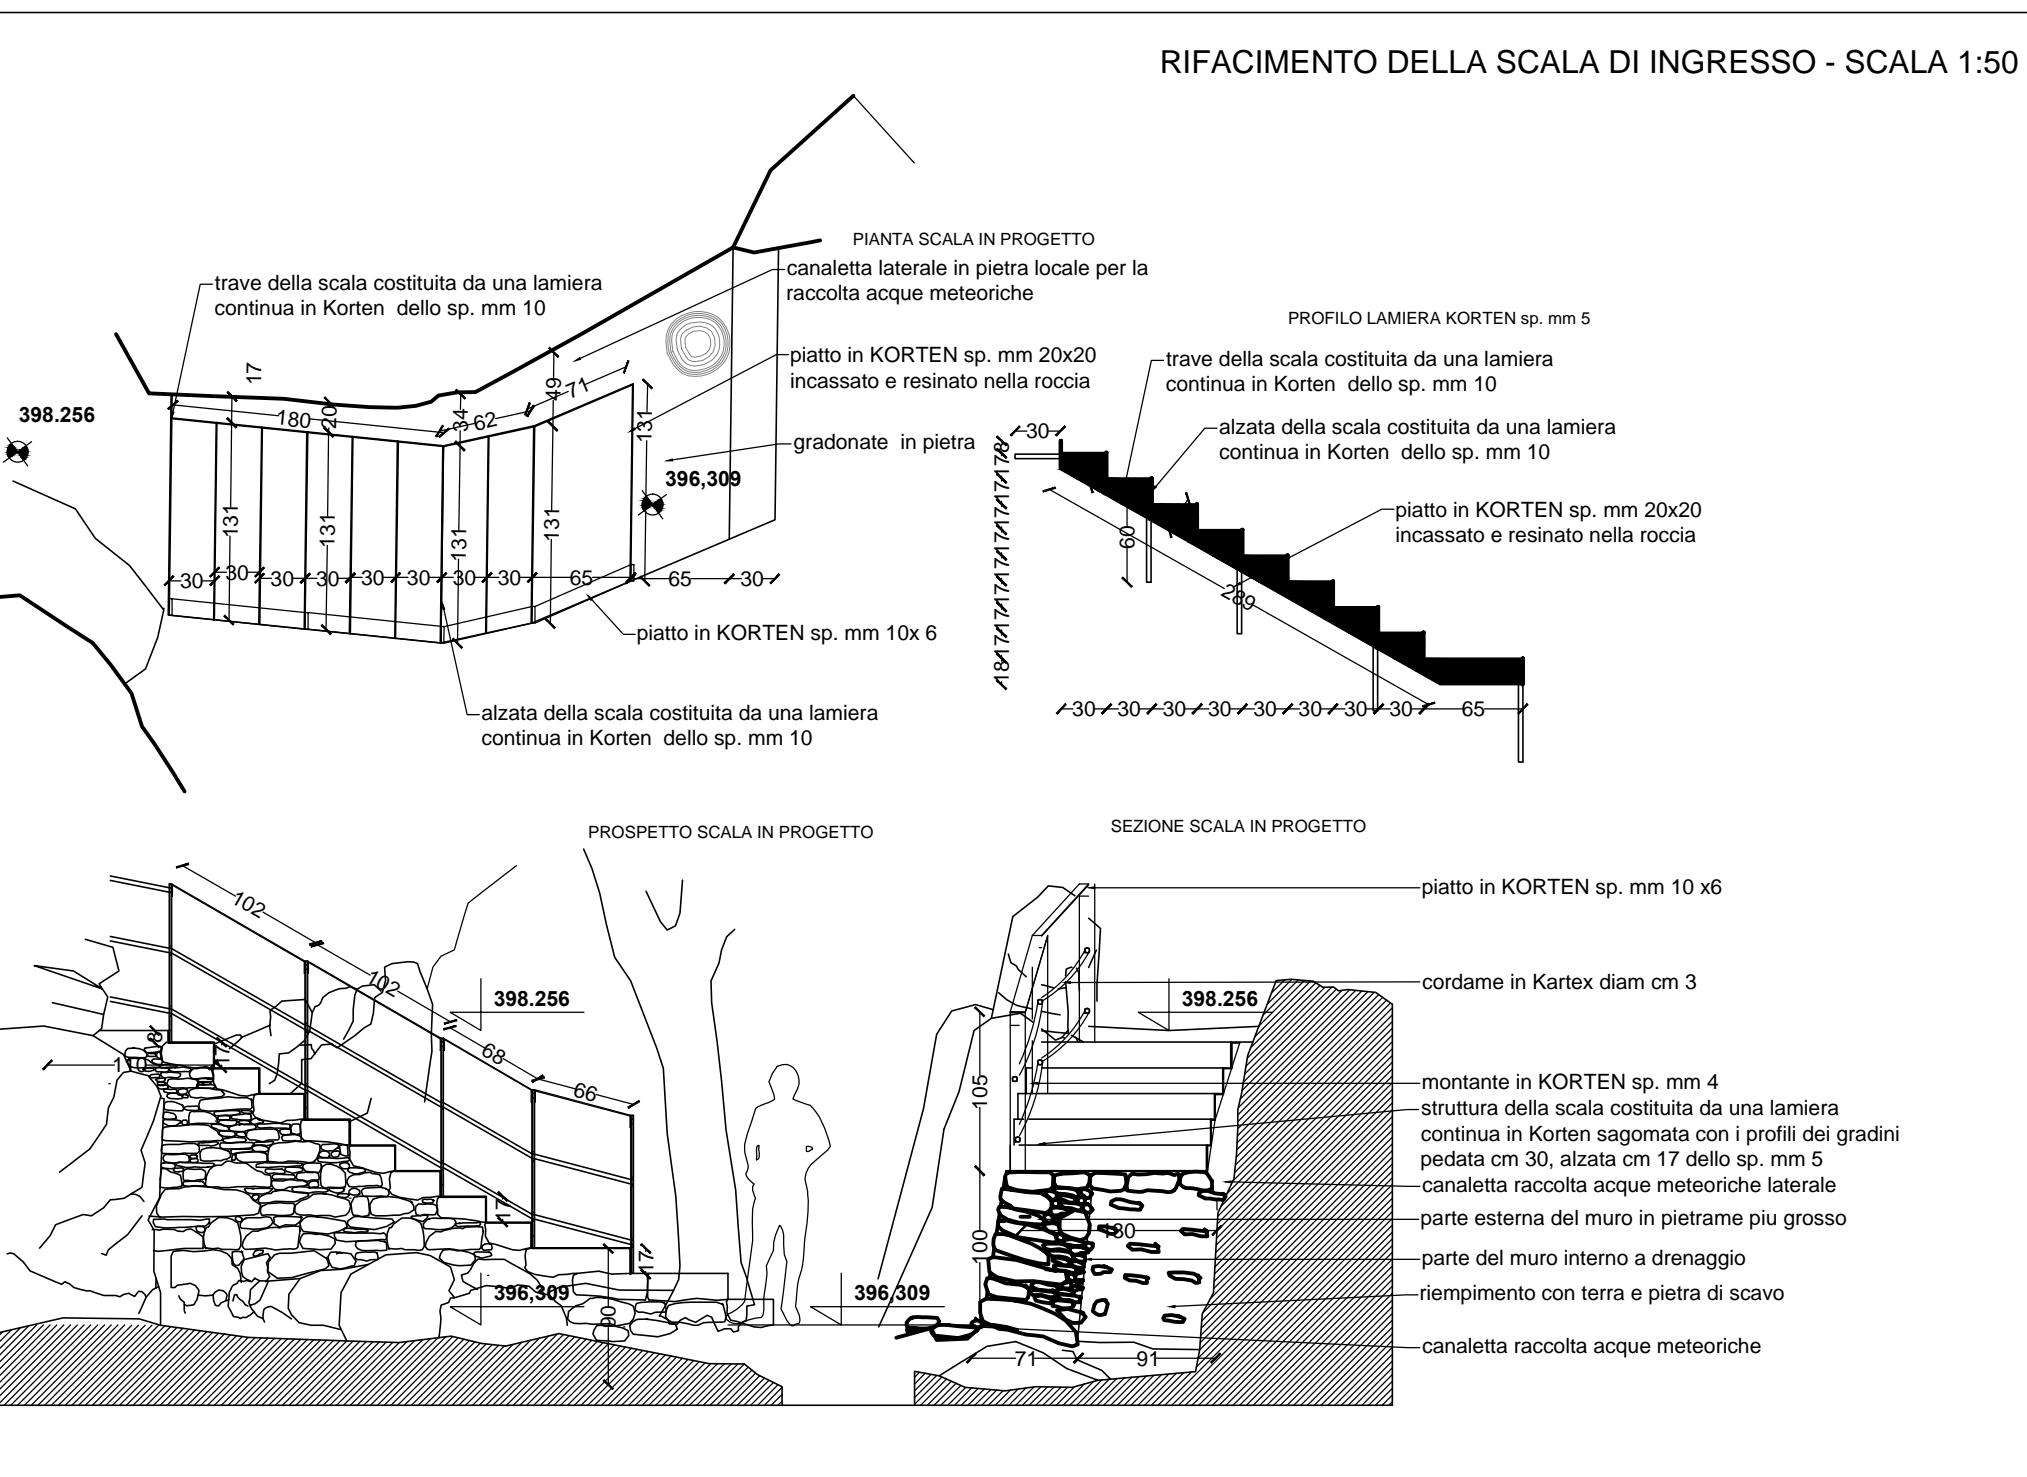 RIFACIMENTO DELLA SCALA DI INGRESSO - SCALA 1:50
PIANTA SCALA IN PROGETTO
trave della scala costituita da una lamiera
continua in Korten  dello sp. mm 10
canaletta laterale in pietra locale per la
raccolta acque meteoriche
piatto in KORTEN sp. mm 20x20
incassato e resinato nella roccia
gradonate  in pietra
398.256
396,309
17
180
20
34
62
49
71
131
131
131
131
131
30
30
30
30
30
30
30
30
65
65
30
piatto in KORTEN sp. mm 10x 6
alzata della scala costituita da una lamiera
continua in Korten  dello sp. mm 10
PROFILO LAMIERA KORTEN sp. mm 5
trave della scala costituita da una lamiera
continua in Korten  dello sp. mm 10
alzata della scala costituita da una lamiera
continua in Korten  dello sp. mm 10
piatto in KORTEN sp. mm 20x20
incassato e resinato nella roccia
30
60
289
30
30
30
30
30
30
30
30
65
PROSPETTO SCALA IN PROGETTO
102
102
68
66
398.256
8
17
17
17
396,309
90
396,309
SEZIONE SCALA IN PROGETTO
piatto in KORTEN sp. mm 10 x6
cordame in Kartex diam cm 3
398.256
montante in KORTEN sp. mm 4
struttura della scala costituita da una lamiera
continua in Korten sagomata con i profili dei gradini
pedata cm 30, alzata cm 17 dello sp. mm 5
canaletta raccolta acque meteoriche laterale
parte esterna del muro in pietrame piu grosso
parte del muro interno a drenaggio
riempimento con terra e pietra di scavo
canaletta raccolta acque meteoriche
105
100
71
91